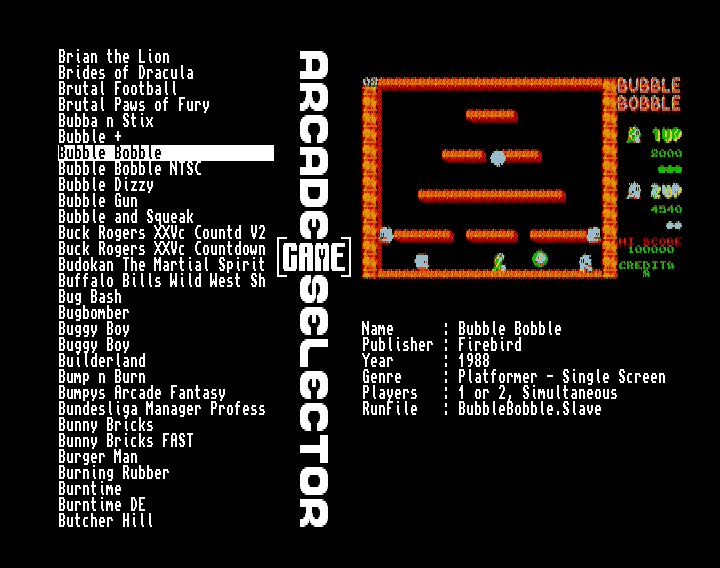 Brian the Lion
Brides of Dracula
Brutal Football
Brutal Paws of Fury
Bubba n Stix
Bubble +
Bubble Bobble
Bubble Bobble NTSC
Bubble Dizzy
Bubble Gun
Bubble and Squeak
Buck Rogers XXVc Countd V2
Buck Rogers XXVc Countdown
Budokan The Martial Spirit
Buffalo Bills Wild West Sh
Bug Bash
Bugbomber
Buggy Boy
Buggy Boy
Builderland
Bump n Burn
Bumpys Arcade Fantasy
Bundesliga Manager Profess
Bunny Bricks
Bunny Bricks FAST
Burger Man
Burning Rubber
Burntime
Burntime DE
Butcher Hill
ARCADE
GAME
SELECTOR
BUBBLE
BOBBLE
1UP
2000
2UP
4540
HI SCORE
100000
CREDIT
Name : Bubble Bobble
Publisher : Firebird
Year : 1988
Genre : Platformer - Single Screen
Players : 1 or 2, Simultaneous
RunFile : BubbleBobble.Slave